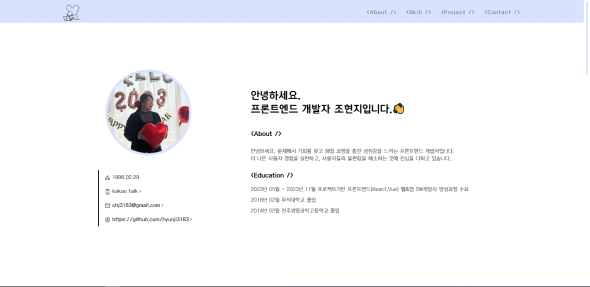 <About />
<Skill />
<Project />
<Contact />
안녕하세요.
프론트엔드 개발자 조현지입니다.👏
<About />
안녕하세요, 문제에서 기회를 찾고 해결 과정을 통한 성취감을 느끼는 프론트엔드 개발자입니다.
더 나은 사용자 경험을 실현하고, 사용자들의 불편함을 해소하는 것에 진심을 다하고 있습니다.
<Education />
2023년 05월 ~ 2023년 11월 프로젝트기반 프론트엔드(React,Vue) 웹&앱 SW개발자 양성과정 수료
2018년 02월 우석대학교 졸업
2014년 02월 전주생명과학고등학교 졸업
1996.02.29
kakao talk ›
chj3183@gmail.com ›
https://github.com/hyunji3183 ›